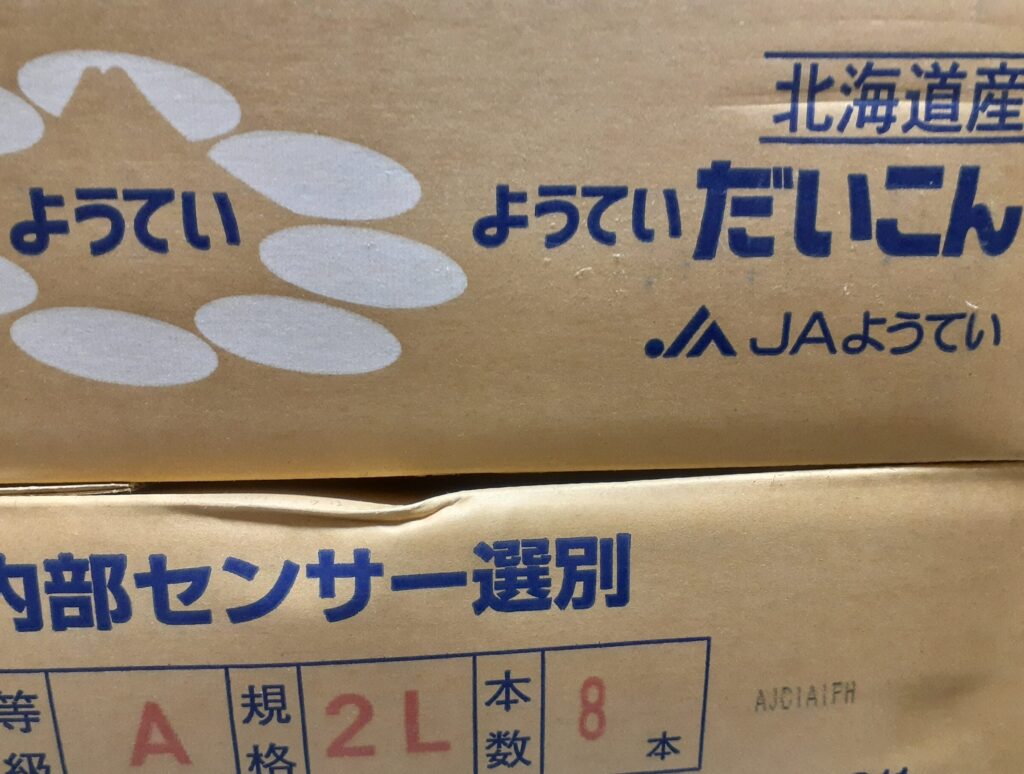 北海道産
ようてい
ようていだいこん
JAようてい
内部センサー選別
等級 A 規格 2L 本数 8本
AJCIAIFH